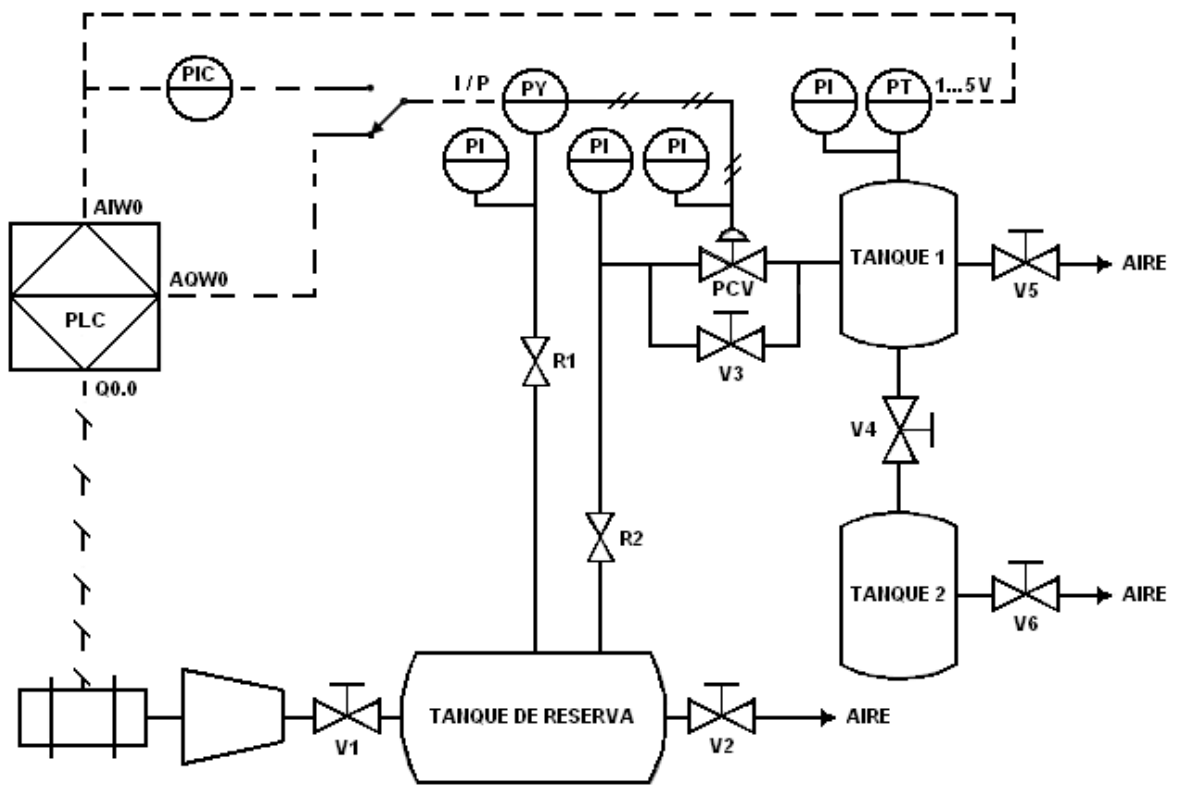 PIC
I / P
PY
PI
PT
1...5V
PI
PI
PI
AIW0
AQW0
PLC
Q0.0
PCV
TANQUE 1
AIRE
V5
R1
V3
V4
R2
TANQUE 2
AIRE
V6
TANQUE DE RESERVA
AIRE
V1
V2